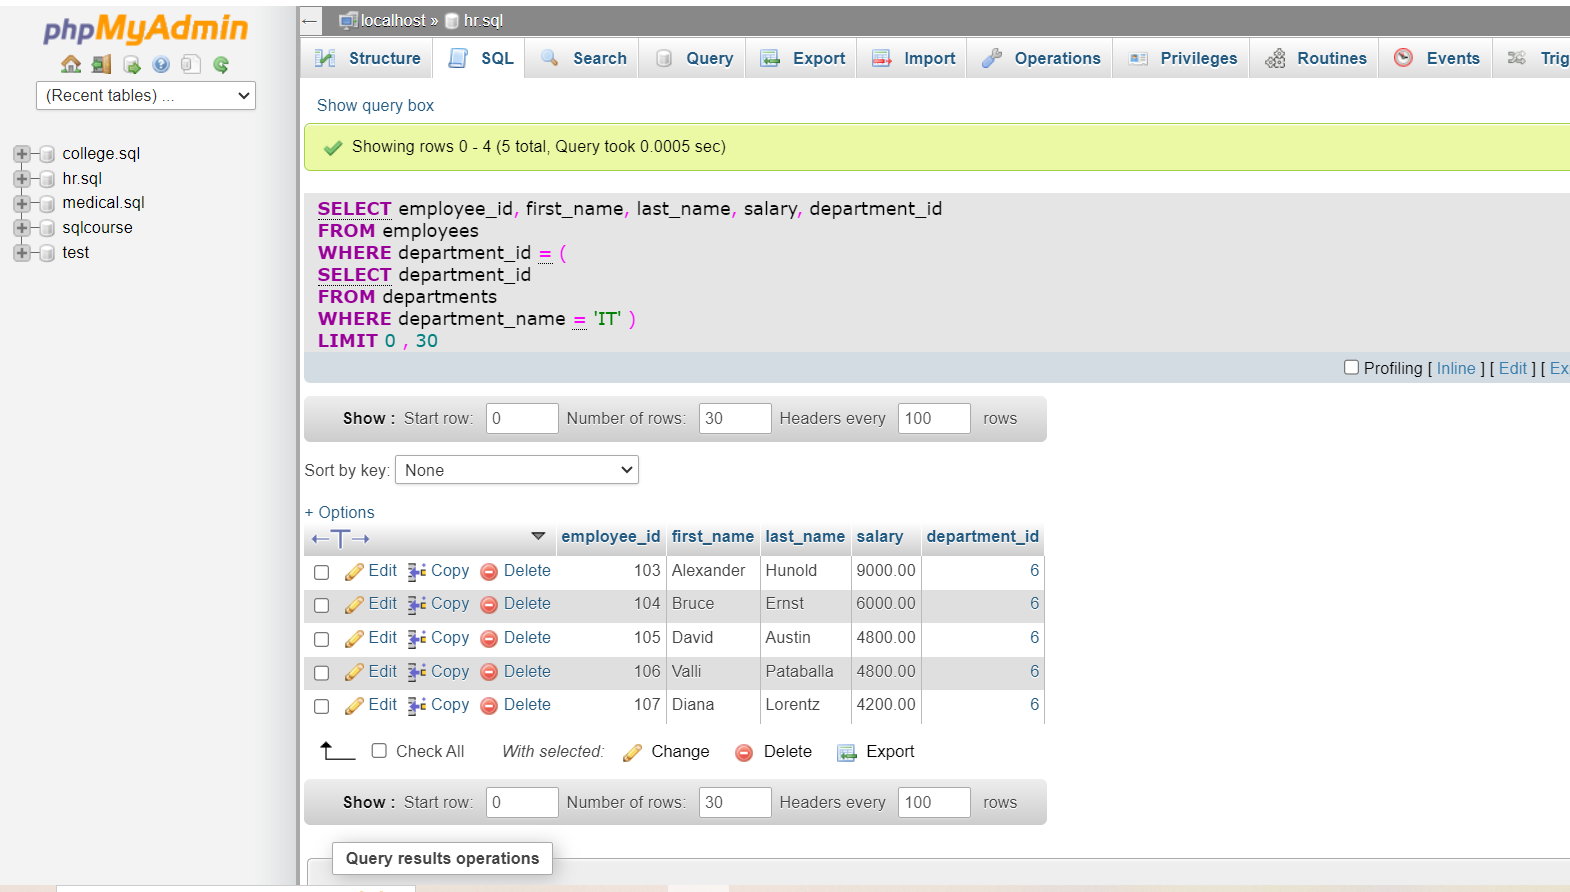 phpMyAdmin
(Recent tables) ...
college.sql
hr.sql
medical.sql
sqlcourse
test
← localhost » hr.sql
Structure SQL Search Query Export Import Operations Privileges Routines Events Trig
Show query box
Showing rows 0 - 4 (5 total, Query took 0.0005 sec)
SELECT employee_id, first_name, last_name, salary, department_id
FROM employees
WHERE department_id = (
SELECT department_id
FROM departments
WHERE department_name = 'IT' )
LIMIT 0 , 30
Profiling [ Inline ] [ Edit ] [ Ex
Show : Start row: 0 Number of rows: 30 Headers every 100 rows
Sort by key: None
+ Options
←T→ employee_id first_name last_name salary department_id
Edit Copy Delete 103 Alexander Hunold 9000.00 6
Edit Copy Delete 104 Bruce Ernst 6000.00 6
Edit Copy Delete 105 David Austin 4800.00 6
Edit Copy Delete 106 Valli Pataballa 4800.00 6
Edit Copy Delete 107 Diana Lorentz 4200.00 6
Check All With selected: Change Delete Export
Show : Start row: 0 Number of rows: 30 Headers every 100 rows
Query results operations